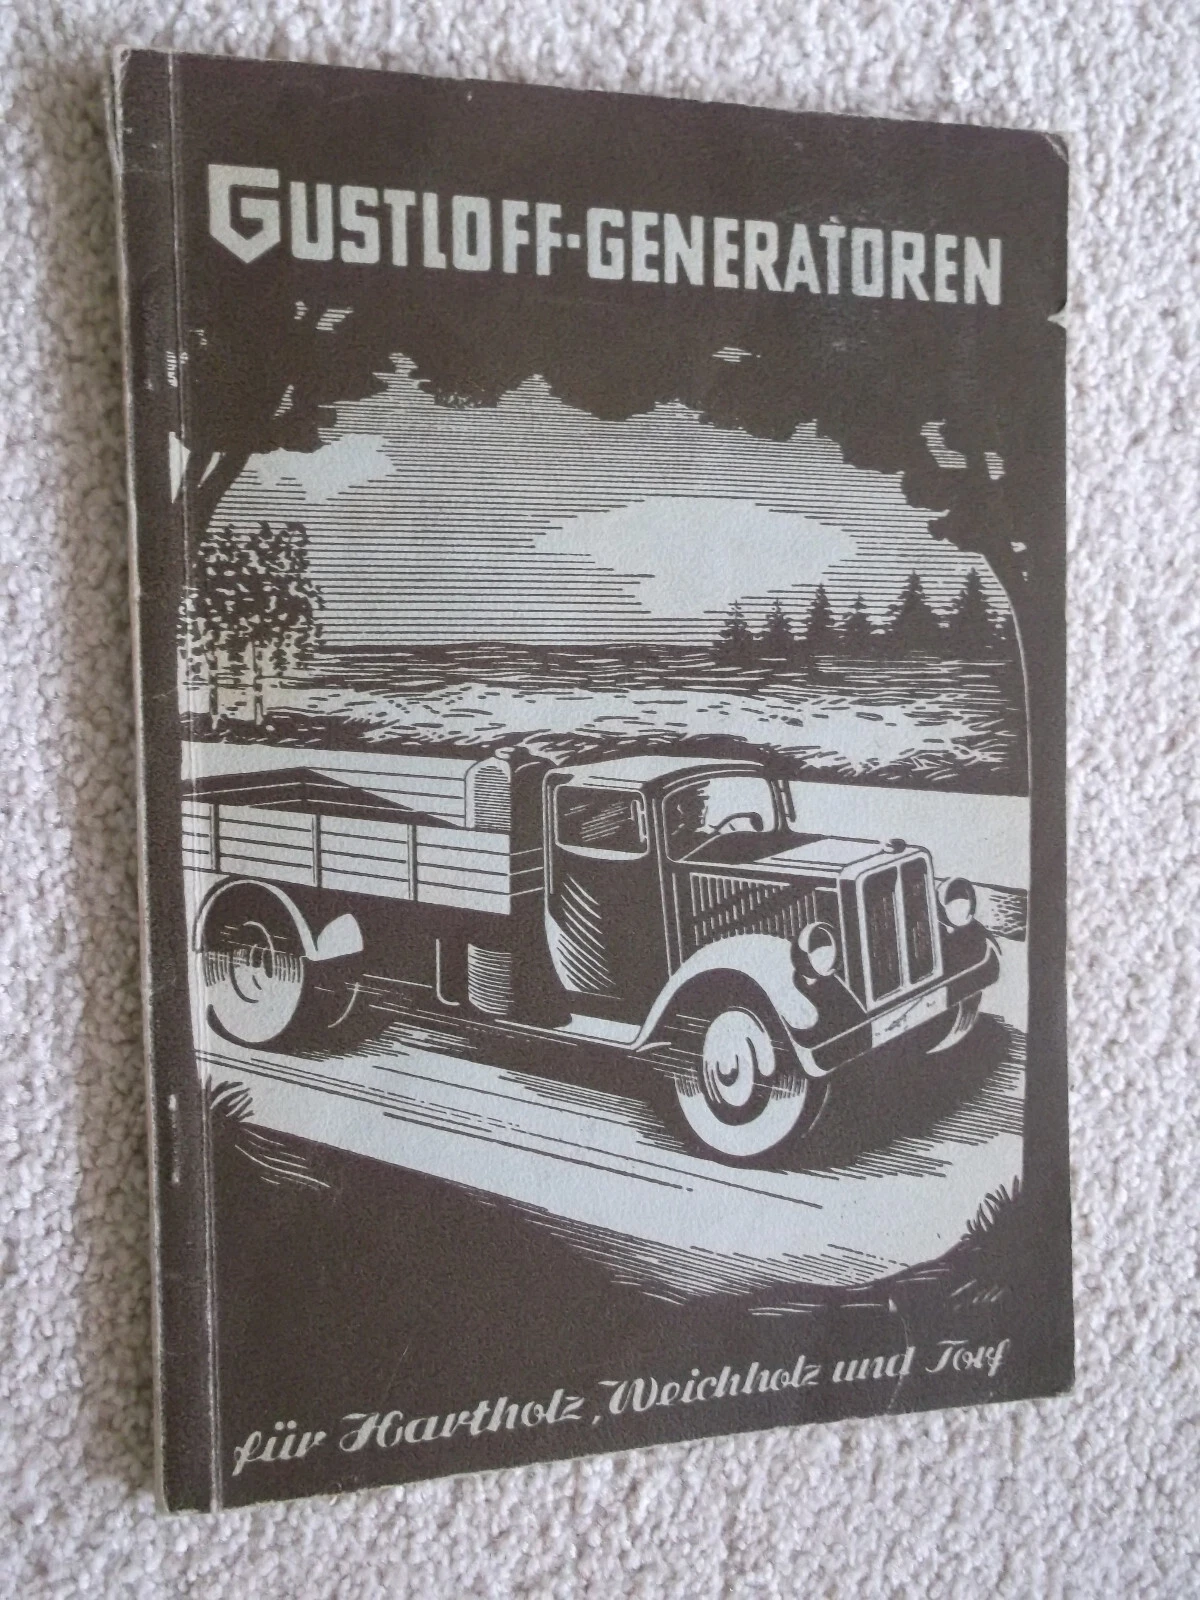 GUSTLOFF-GENERATOREN
für Hartholz, Weichholz und Torf